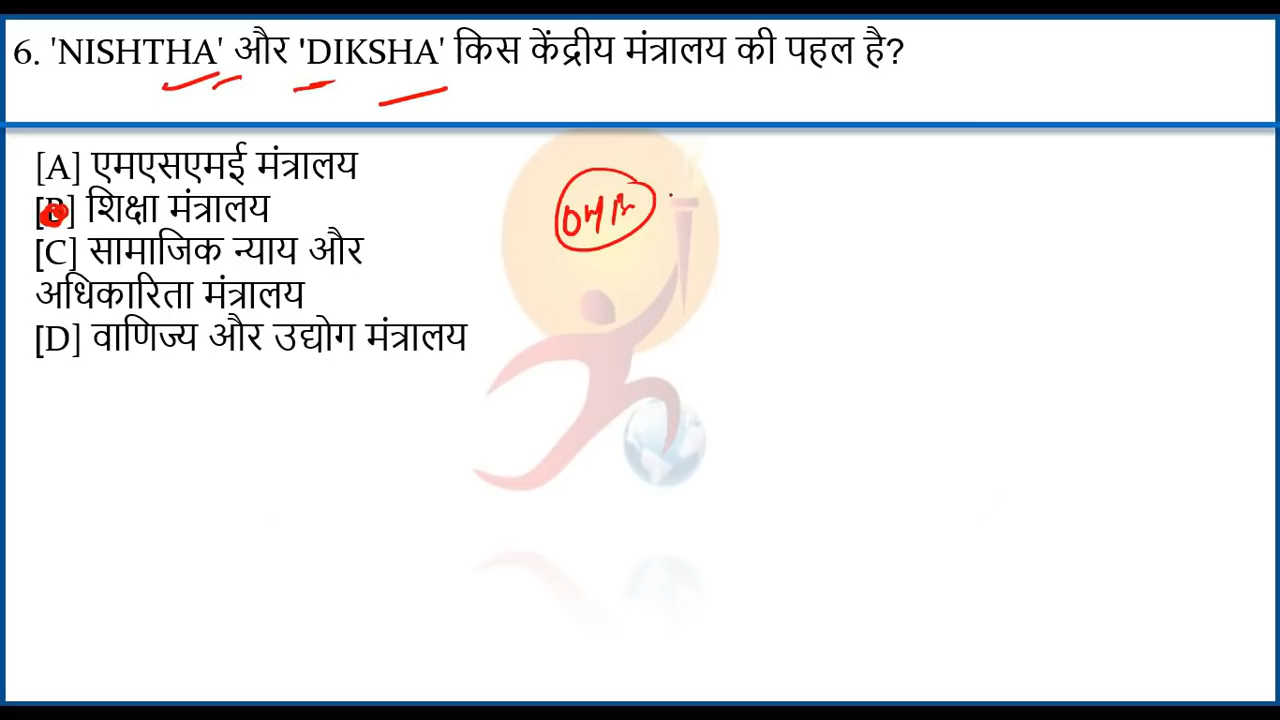 6. 'NISHTHA' और 'DIKSHA' किस केंद्रीय मंत्रालय की पहल है?
[A] एमएसएमई मंत्रालय
[B] शिक्षा मंत्रालय
[C] सामाजिक न्याय और
अधिकारिता मंत्रालय
[D] वाणिज्य और उद्योग मंत्रालय